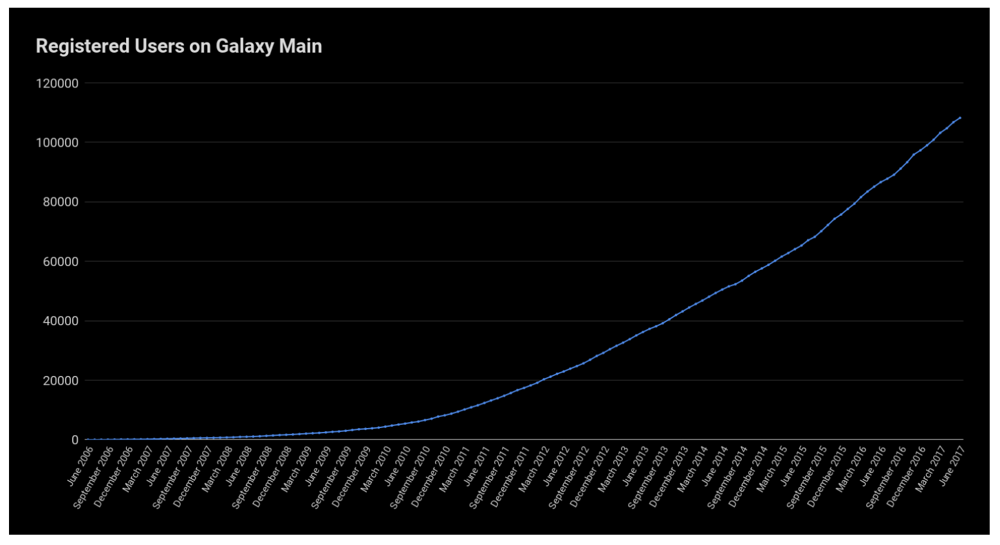 Registered Users on Galaxy Main
120000
100000
80000
60000
40000
20000
0
June 2006
September 2006
December 2006
March 2007
June 2007
September 2007
December 2007
March 2008
June 2008
September 2008
December 2008
March 2009
June 2009
September 2009
December 2009
March 2010
June 2010
September 2010
December 2010
March 2011
June 2011
September 2011
December 2011
March 2012
June 2012
September 2012
December 2012
March 2013
June 2013
September 2013
December 2013
March 2014
June 2014
September 2014
December 2014
March 2015
June 2015
September 2015
December 2015
March 2016
June 2016
September 2016
December 2016
March 2017
June 2017